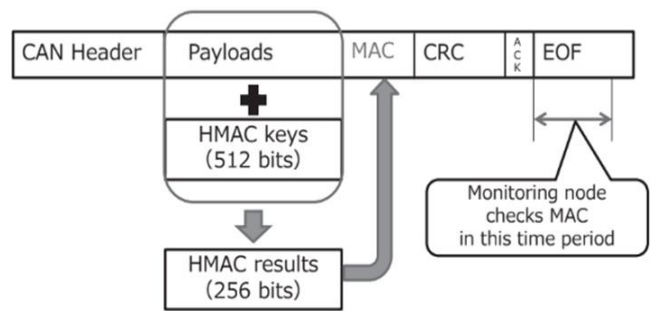 CAN Header Payloads MAC CRC ACK EOF
HMAC keys
(512 bits)
Monitoring node
checks MAC
in this time period
HMAC results
(256 bits)